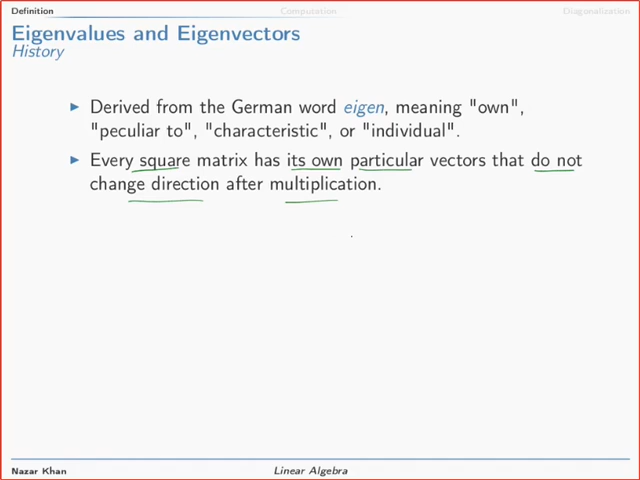 Definition Computation Diagonalization
Eigenvalues and Eigenvectors
History
Derived from the German word eigen, meaning "own",
"peculiar to", "characteristic", or "individual".
Every square matrix has its own particular vectors that do not
change direction after multiplication.
Nazar Khan Linear Algebra